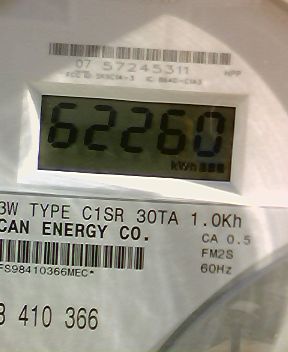 07 57245311
HPP
62260
kWh
3W TYPE C1SR 30TA 1.0Kh
CAN ENERGY CO.
CA 0.5
FM2S
60Hz
FS98410366MEC*
410 366